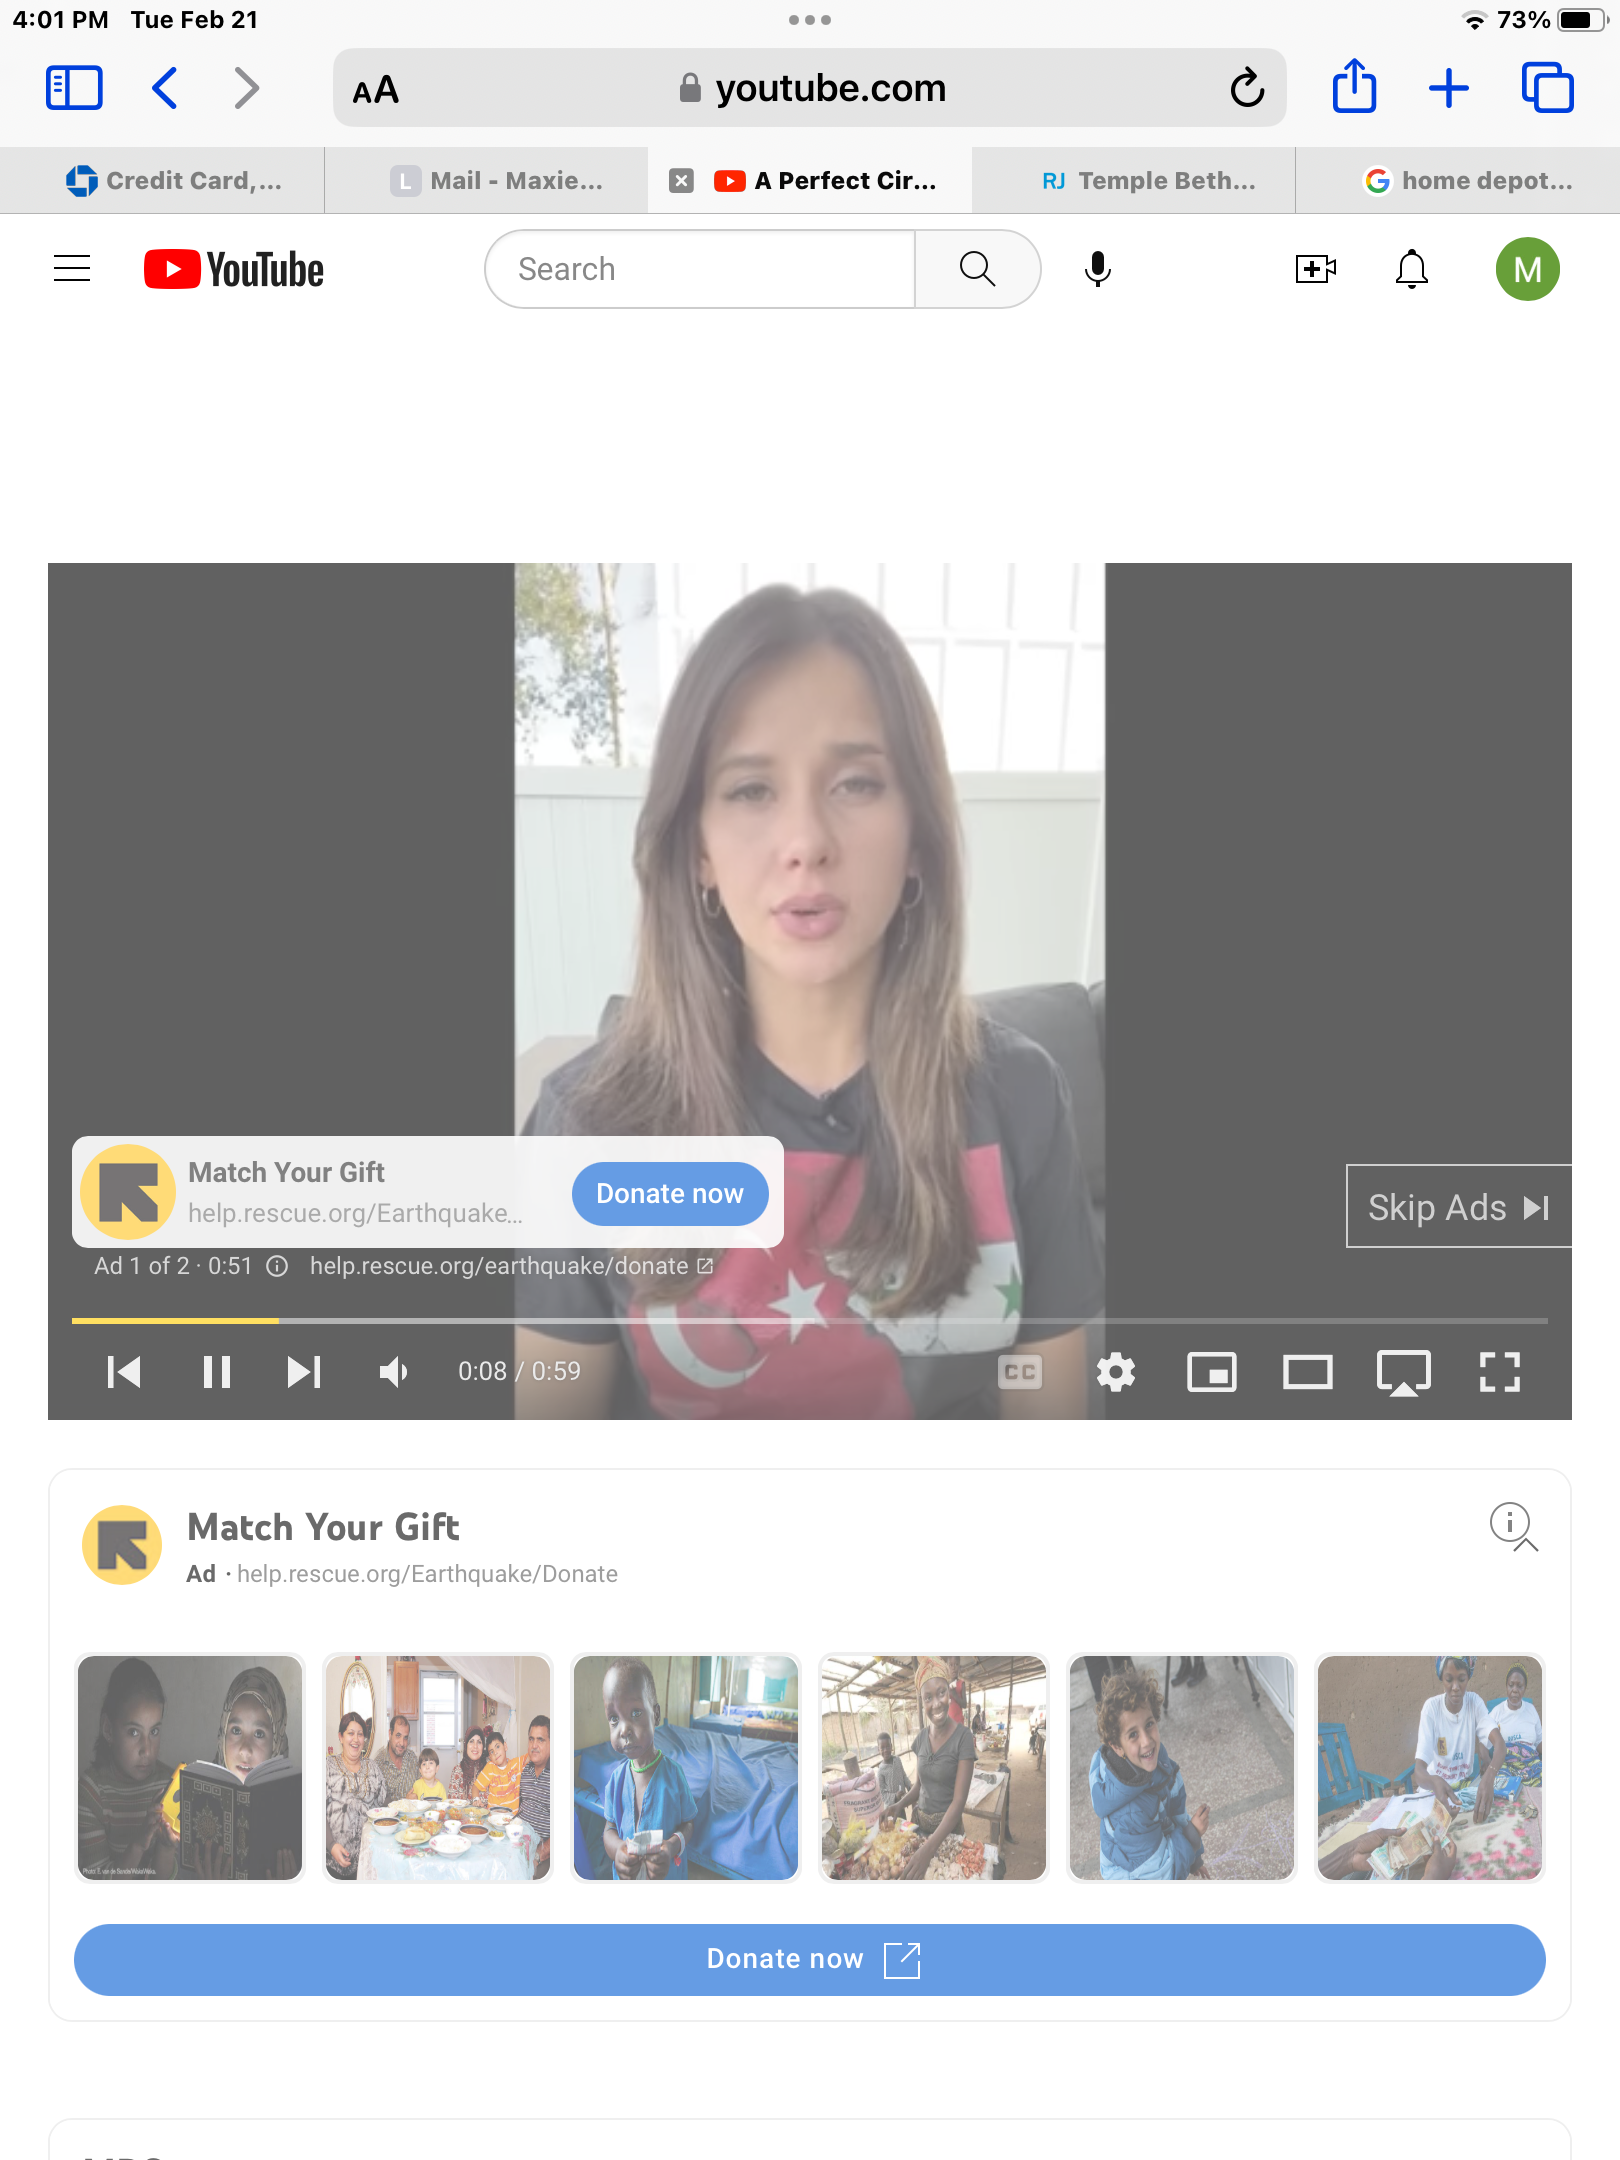 4:01 PM Tue Feb 21
73%
AA
youtube.com
Credit Card,...
L Mail - Maxie...
A Perfect Cir...
RJ Temple Beth...
G home depot...
YouTube
Search
M
Match Your Gift
help.rescue.org/Earthquake...
Donate now
Skip Ads
Ad 1 of 2 · 0:51 help.rescue.org/earthquake/donate
0:08 / 0:59
CC
Match Your Gift
Ad · help.rescue.org/Earthquake/Donate
Donate now